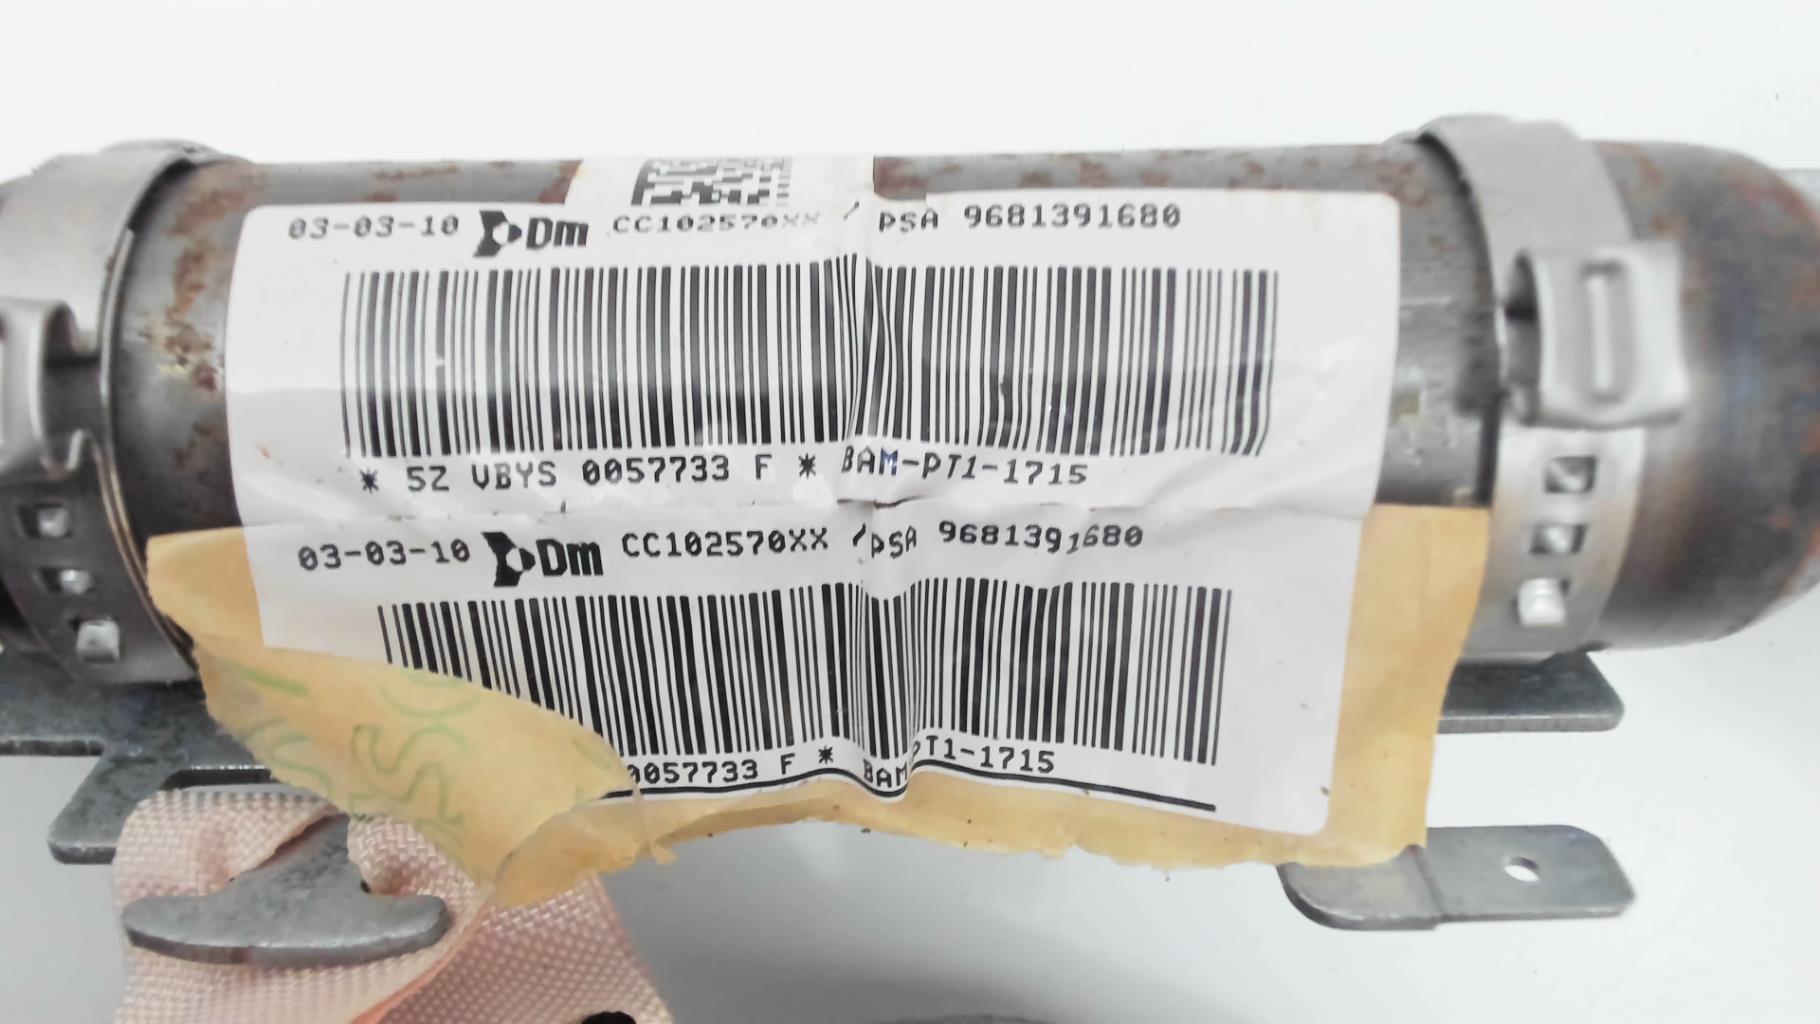 03-03-10 Dm CC102570XX / PSA 9681391680
* 5Z VBYS 0057733 F * BAM-PT1-1715
03-03-10 Dm CC102570XX / PSA 9681391680
0057733 F * BAM-PT1-1715